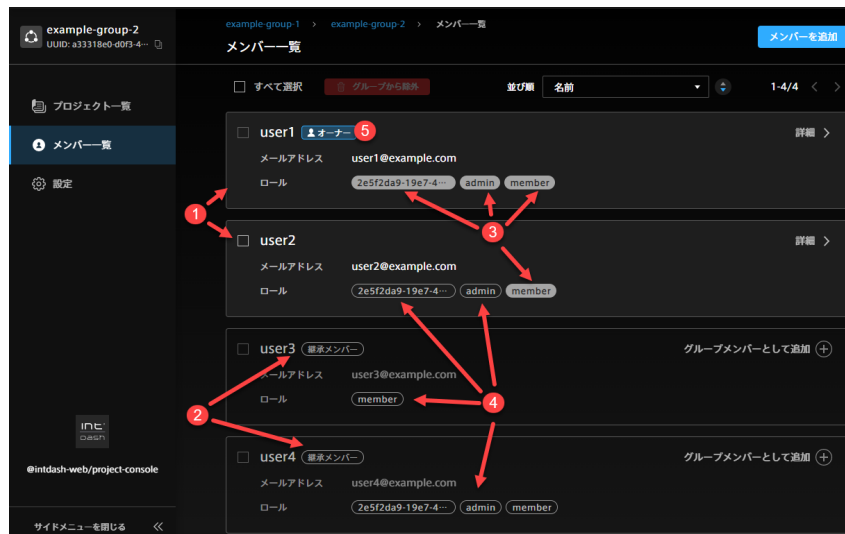 example-group-2
UUID: a33318e0-d0f3-4…
プロジェクト一覧
メンバー一覧
設定
int
DASH
@intdash-web/project-console
サイドメニューを閉じる
example-group-1 > example-group-2 > メンバー一覧
メンバー一覧
メンバーを追加
すべて選択 グループから除外 並び順 名前 1-4/4
user1 オーナー 5 詳細
メールアドレス user1@example.com
ロール 2e5f2da9-19e7-4… admin member
1
3
user2 詳細
メールアドレス user2@example.com
ロール 2e5f2da9-19e7-4… admin member
user3 継承メンバー グループメンバーとして追加
メールアドレス user3@example.com
ロール member
2
4
user4 継承メンバー グループメンバーとして追加
メールアドレス user4@example.com
ロール 2e5f2da9-19e7-4… admin member